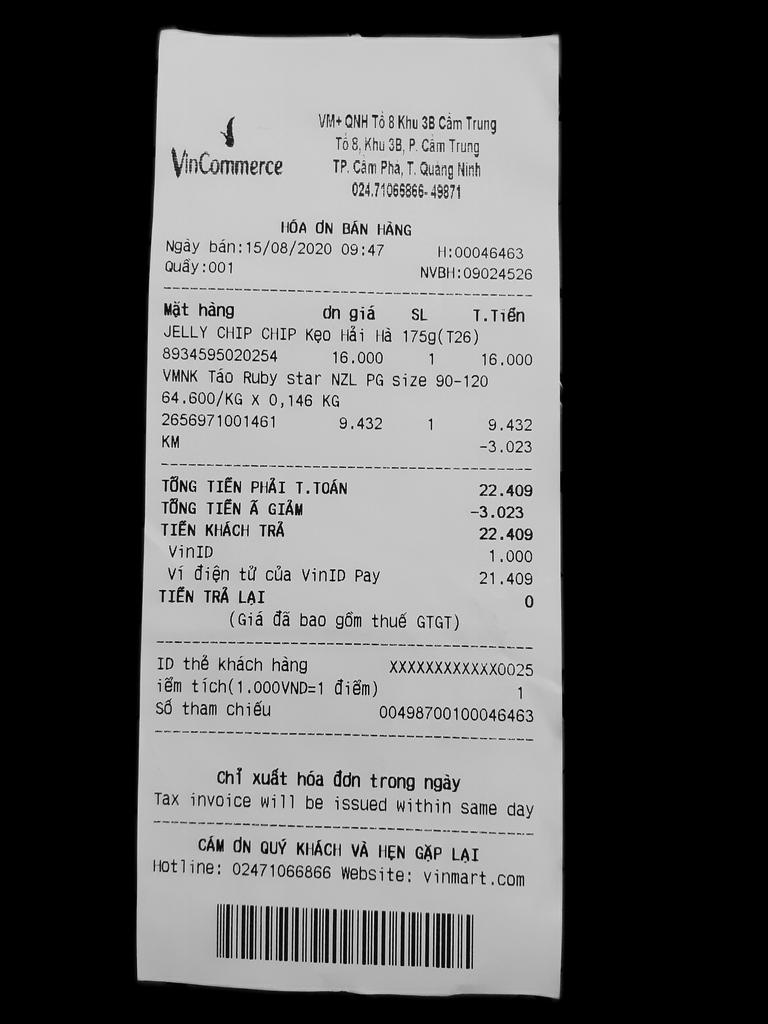 VinCommerce
VM+ QNH Tổ 8 Khu 3B Cẩm Trung
Tổ 8, Khu 3B, P. Cẩm Trung
TP. Cẩm Phả, T. Quảng Ninh
024.71066866-49871
HÓA ƠN BÁN HÀNG
Ngày bán:15/08/2020 09:47 H:00046463
Quầy:001 NVBH:09024526
Mặt hàng ơn giá SL T.Tiền
JELLY CHIP CHIP Kẹo Hải Hà 175g(T26)
8934595020254 16.000 1 16.000
VMNK Táo Ruby star NZL PG size 90-120
64.600/KG X 0,146 KG
2656971001461 9.432 1 9.432
KM -3.023
TỔNG TIỀN PHẢI T.TOÁN 22.409
TỔNG TIỀN Ã GIẢM -3.023
TIỀN KHÁCH TRẢ 22.409
VinID 1.000
Ví điện tử của VinID Pay 21.409
TIỀN TRẢ LẠI 0
(Giá đã bao gồm thuế GTGT)
ID thẻ khách hàng XXXXXXXXXXXX0025
iểm tích(1.000VND=1 điểm) 1
Số tham chiếu 00498700100046463
Chỉ xuất hóa đơn trong ngày
Tax invoice will be issued within same day
CẢM ƠN QUÝ KHÁCH VÀ HẸN GẶP LẠI
Hotline: 02471066866 Website: vinmart.com